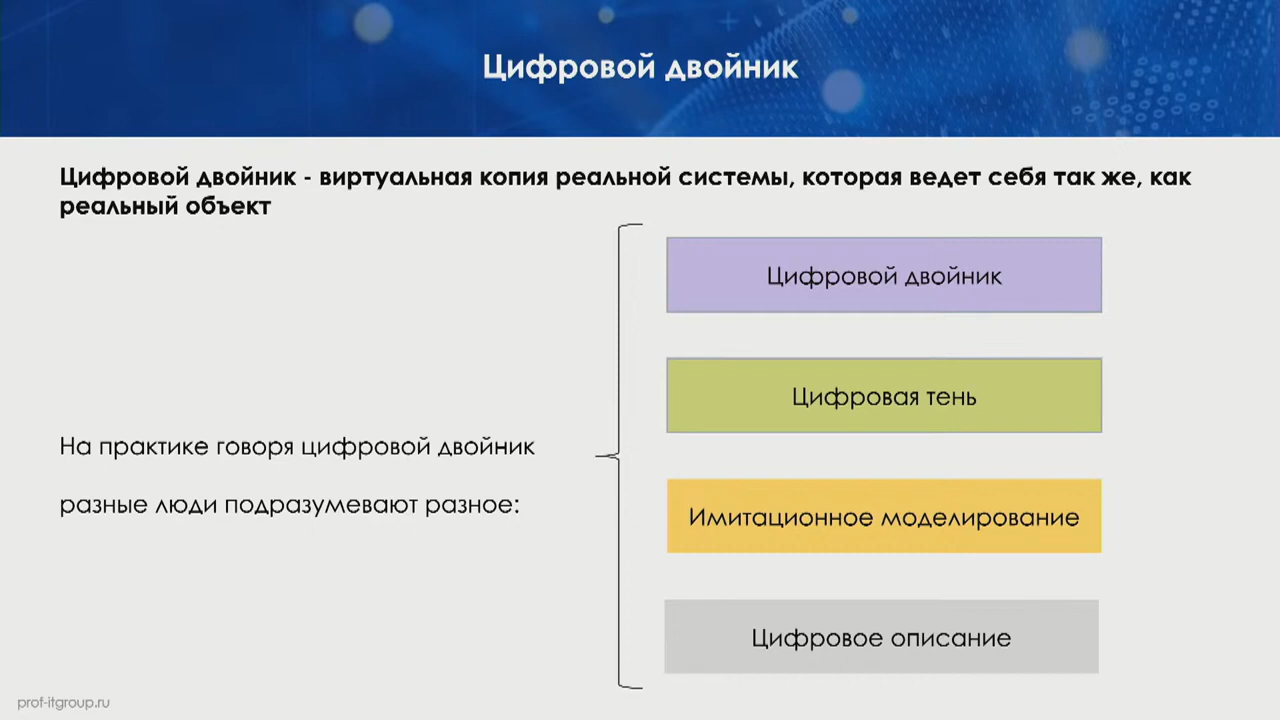 Цифровой двойник
Цифровой двойник - виртуальная копия реальной системы, которая ведет себя так же, как
реальный объект
На практике говоря цифровой двойник
разные люди подразумевают разное:
Цифровой двойник
Цифровая тень
Имитационное моделирование
Цифровое описание
prof-itgroup.ru